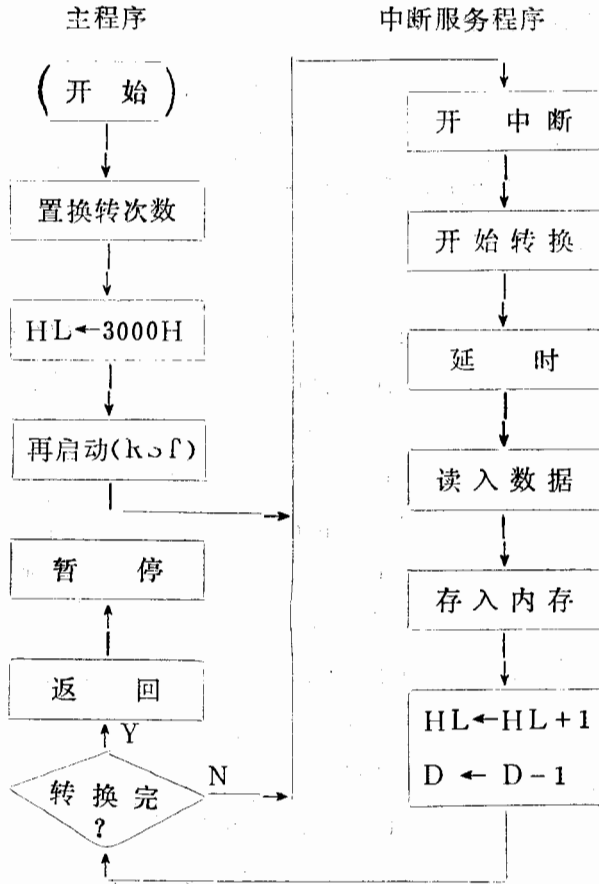 主程序
开 始
置换转次数
HL←3000H
再启动
暂 停
返 回
Y
转换完
?
N
中断服务程序
开 中断
开始转换
延 时
读入数据
存入内存
HL←HL+1
D ← D-1